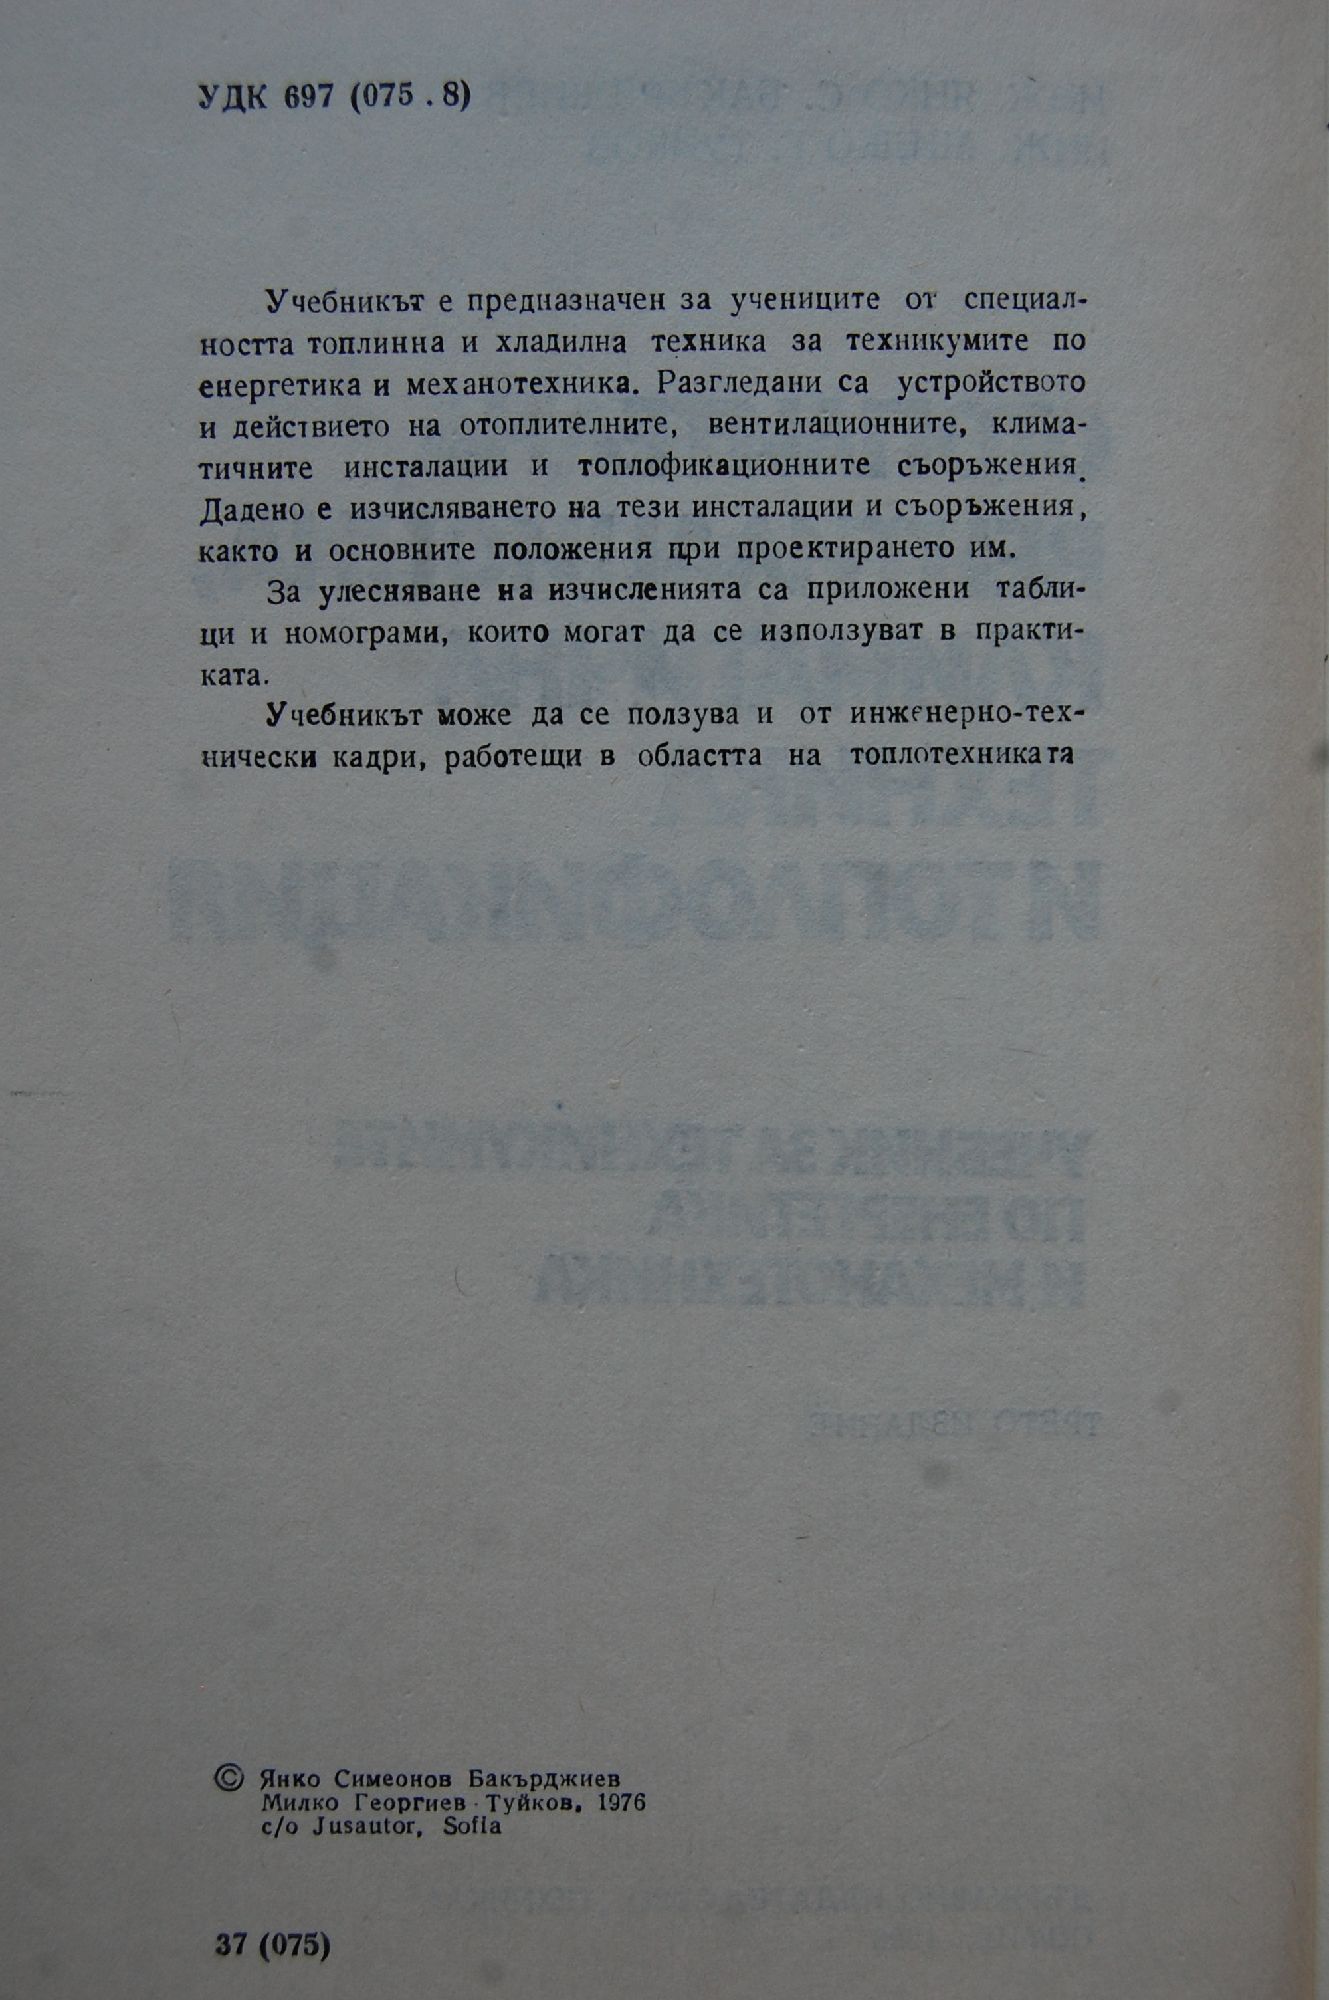 УДК 697 (075.8)
Учебникът е предназначен за учениците от специал-
ността топлинна и хладилна техника за техникумите по
енергетика и механотехника. Разгледани са устройството
и действието на отоплителните, вентилационните, клима-
тичните инсталации и топлофикационните съоръжения.
Дадено е изчисляването на тези инсталации и съоръжения,
както и основните положения при проектирането им.
За улесняване на изчисленията са приложени табли-
ци и номограми, които могат да се използуват в практи-
ката.
Учебникът може да се ползува и от инженерно-тех-
нически кадри, работещи в областта на топлотехниката
© Янко Симеонов Бакърджиев
Милко Георгиев Туйков, 1976
c/o Jusautor, Sofia
37 (075)